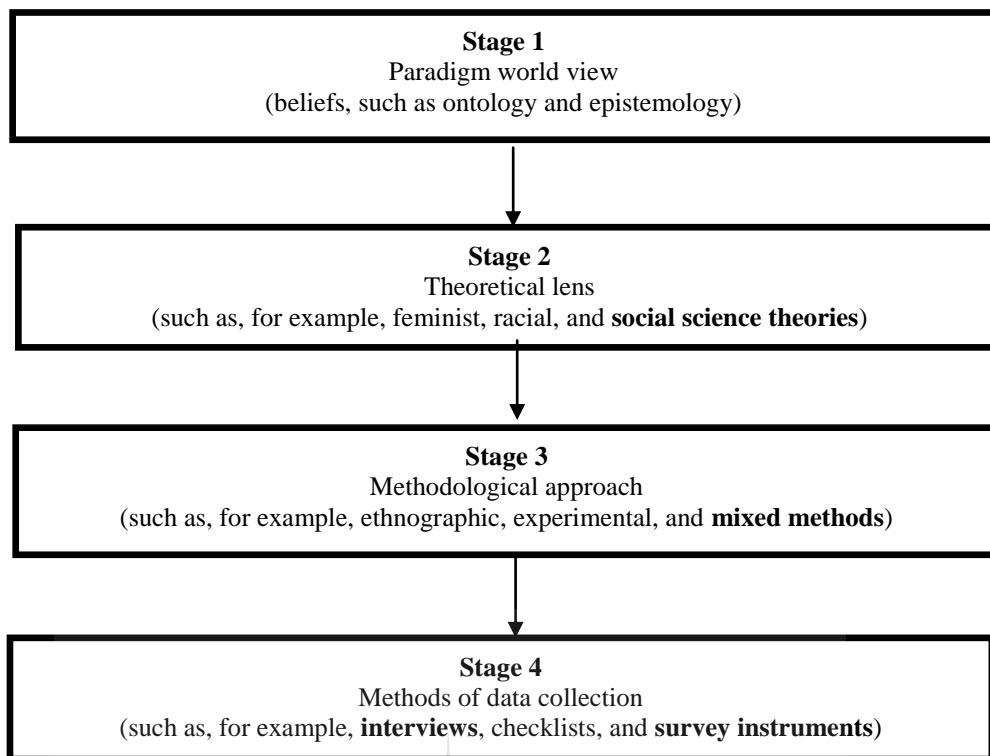 Stage 1
Paradigm world view
(beliefs, such as ontology and epistemology)
Stage 2
Theoretical lens
(such as, for example, feminist, racial, and social science theories)
Stage 3
Methodological approach
(such as, for example, ethnographic, experimental, and mixed methods)
Stage 4
Methods of data collection
(such as, for example, interviews, checklists, and survey instruments)